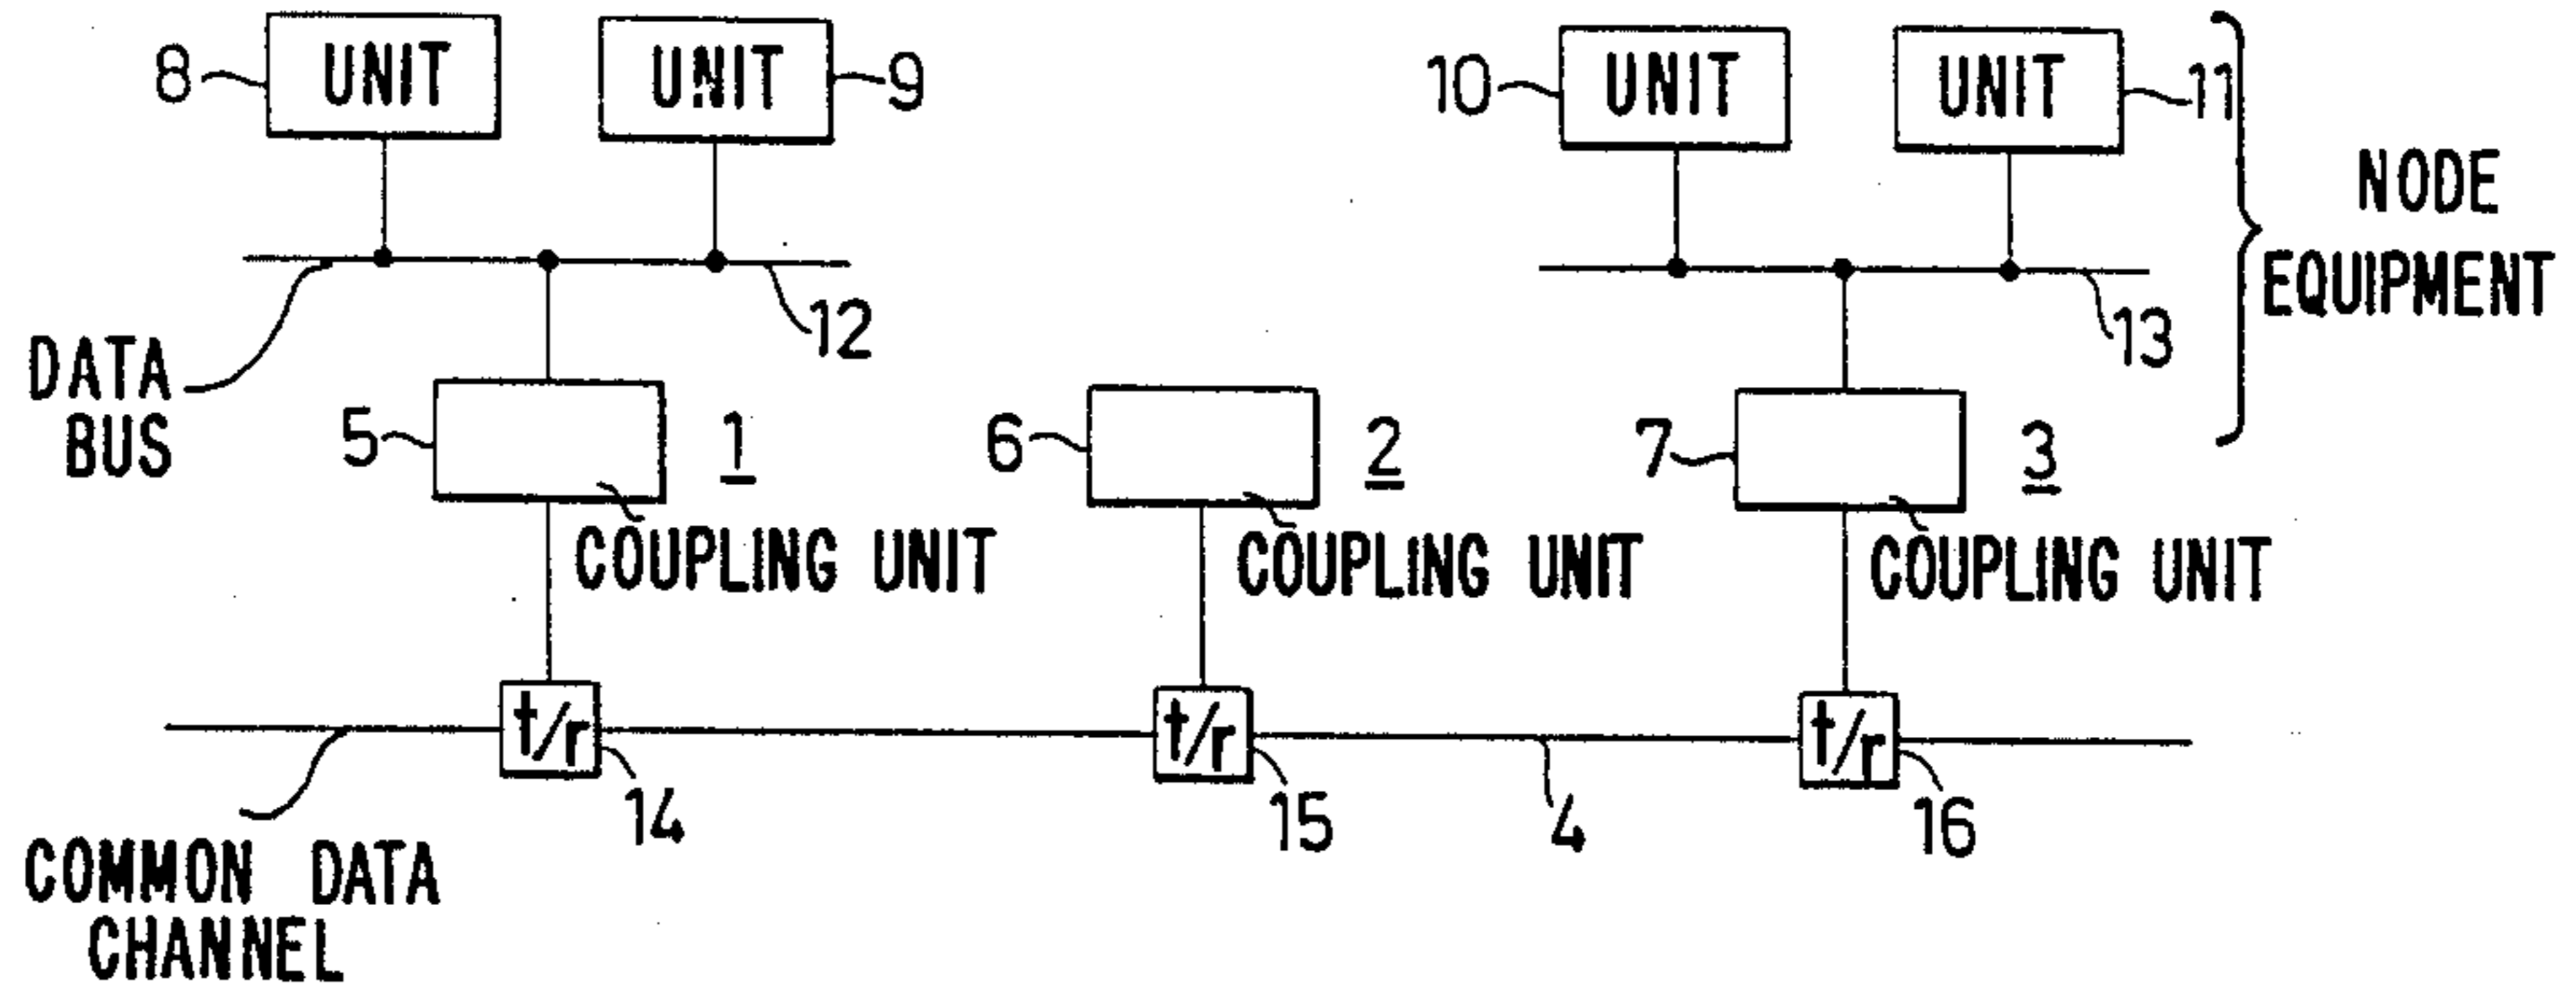 8 UNIT UNIT 9 10 UNIT UNIT 11
NODE
EQUIPMENT
12 13
DATA
BUS
5 1 6 2 7 3
COUPLING UNIT COUPLING UNIT COUPLING UNIT
t/r t/r t/r
14 15 4 16
COMMON DATA
CHANNEL